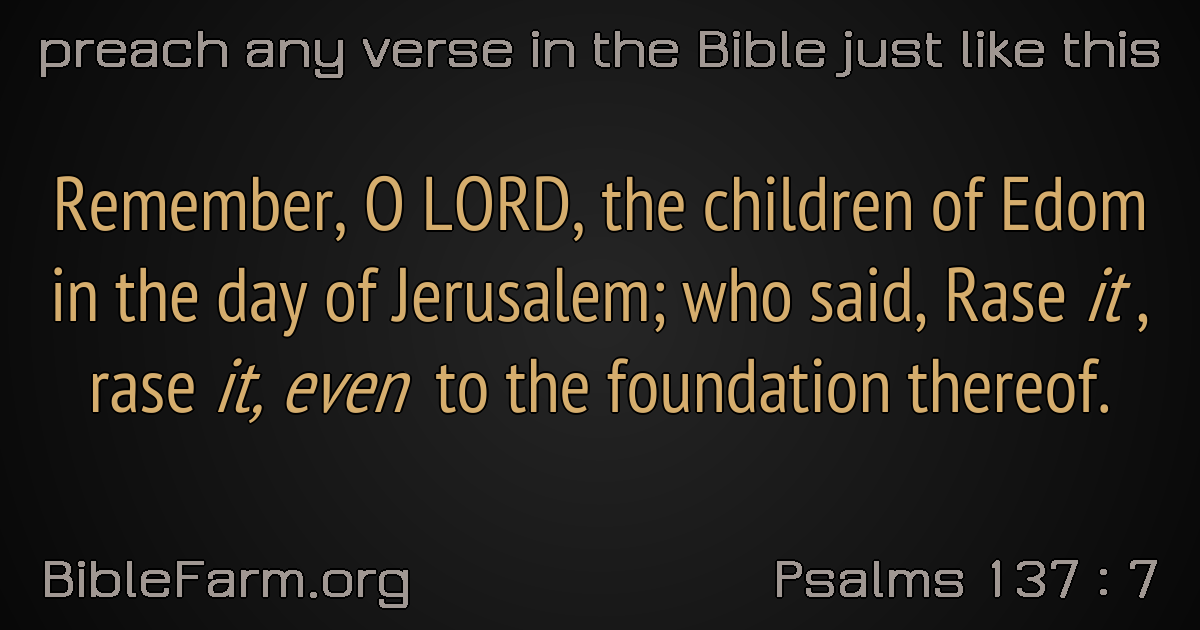 preach any verse in the Bible just like this
Remember, O LORD, the children of Edom
in the day of Jerusalem; who said, Rase it ,
rase it, even to the foundation thereof.
BibleFarm.org
Psalms 137 : 7